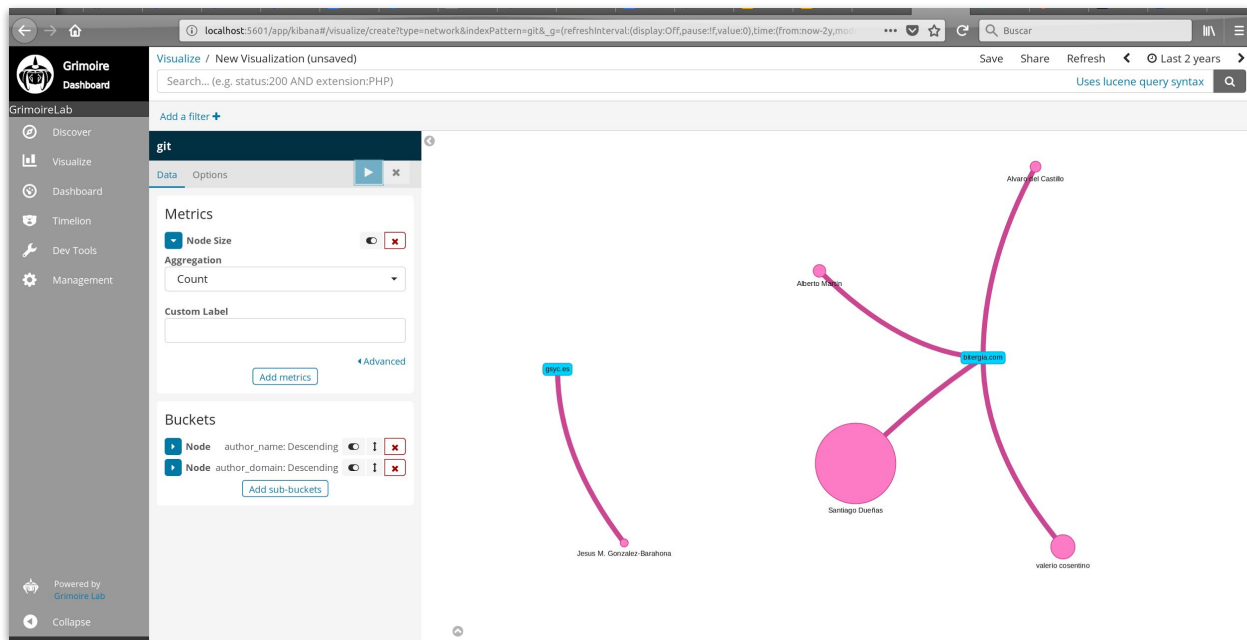 localhost:5601/app/kibana#/visualize/create?type=network&indexPattern=git&_g=(refreshInterval:(display:Off,pause:!f,value:0),time:(from:now-2y,mod
Buscar
Grimoire
Dashboard
GrimoireLab
Discover
Visualize
Dashboard
Timelion
Dev Tools
Management
Powered by
Grimoire Lab
Collapse
Visualize / New Visualization (unsaved)
Save Share Refresh Last 2 years
Search... (e.g. status:200 AND extension:PHP)
Uses lucene query syntax
Add a filter
git
Data Options
Metrics
Node Size
Aggregation
Count
Custom Label
Advanced
Add metrics
Buckets
Node author_name: Descending
Node author_domain: Descending
Add sub-buckets
Alvaro del Castillo
Alberto Martin
bitergia.com
gsyc.es
Santiago Dueñas
Jesus M. Gonzalez-Barahona
valerio cosentino